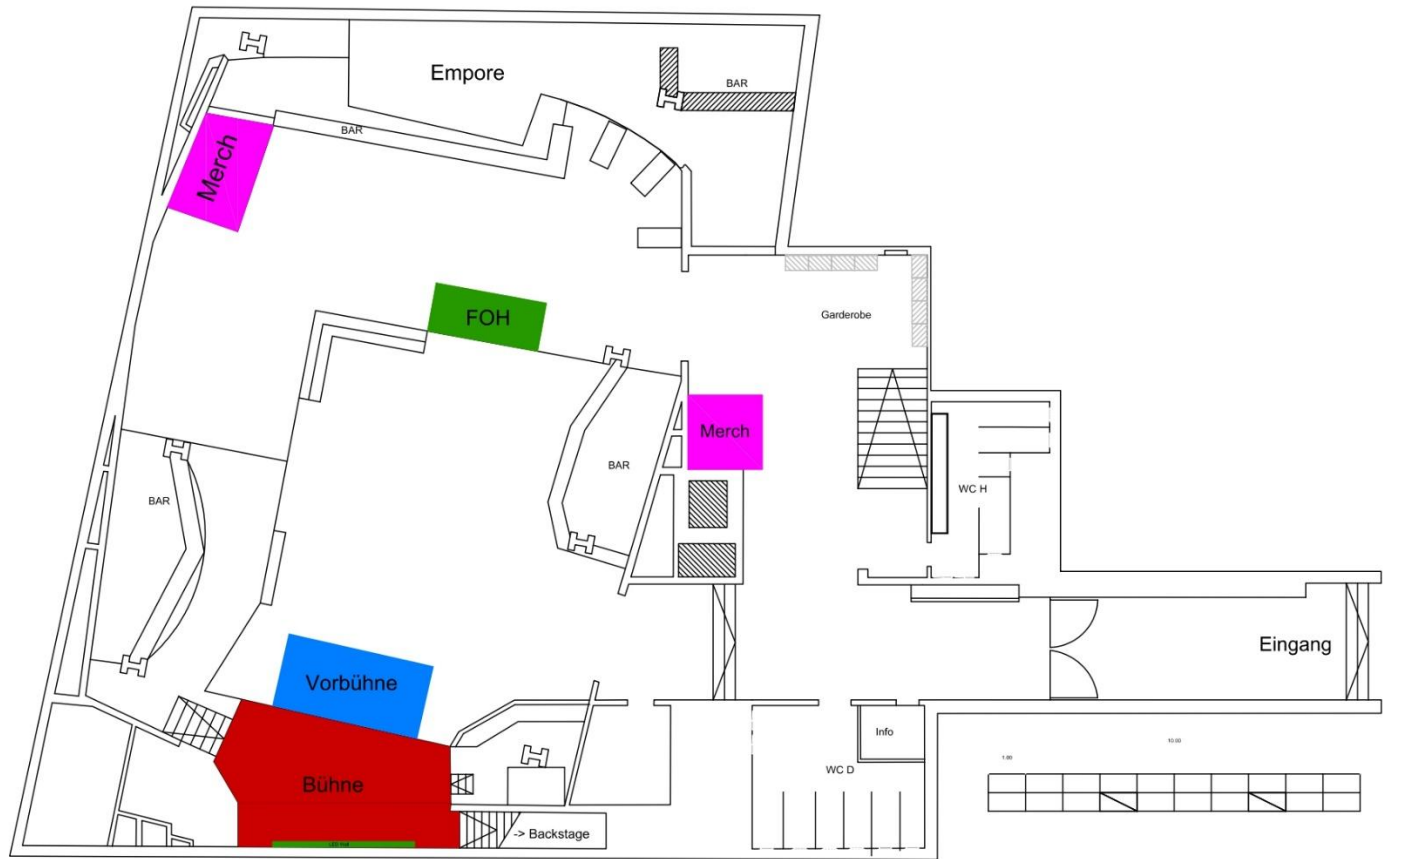 Empore
BAR
BAR
Merch
FOH
Garderobe
Merch
BAR
WC H
BAR
Eingang
Vorbühne
Info
10.00
1.00
WC D
Bühne
-> Backstage